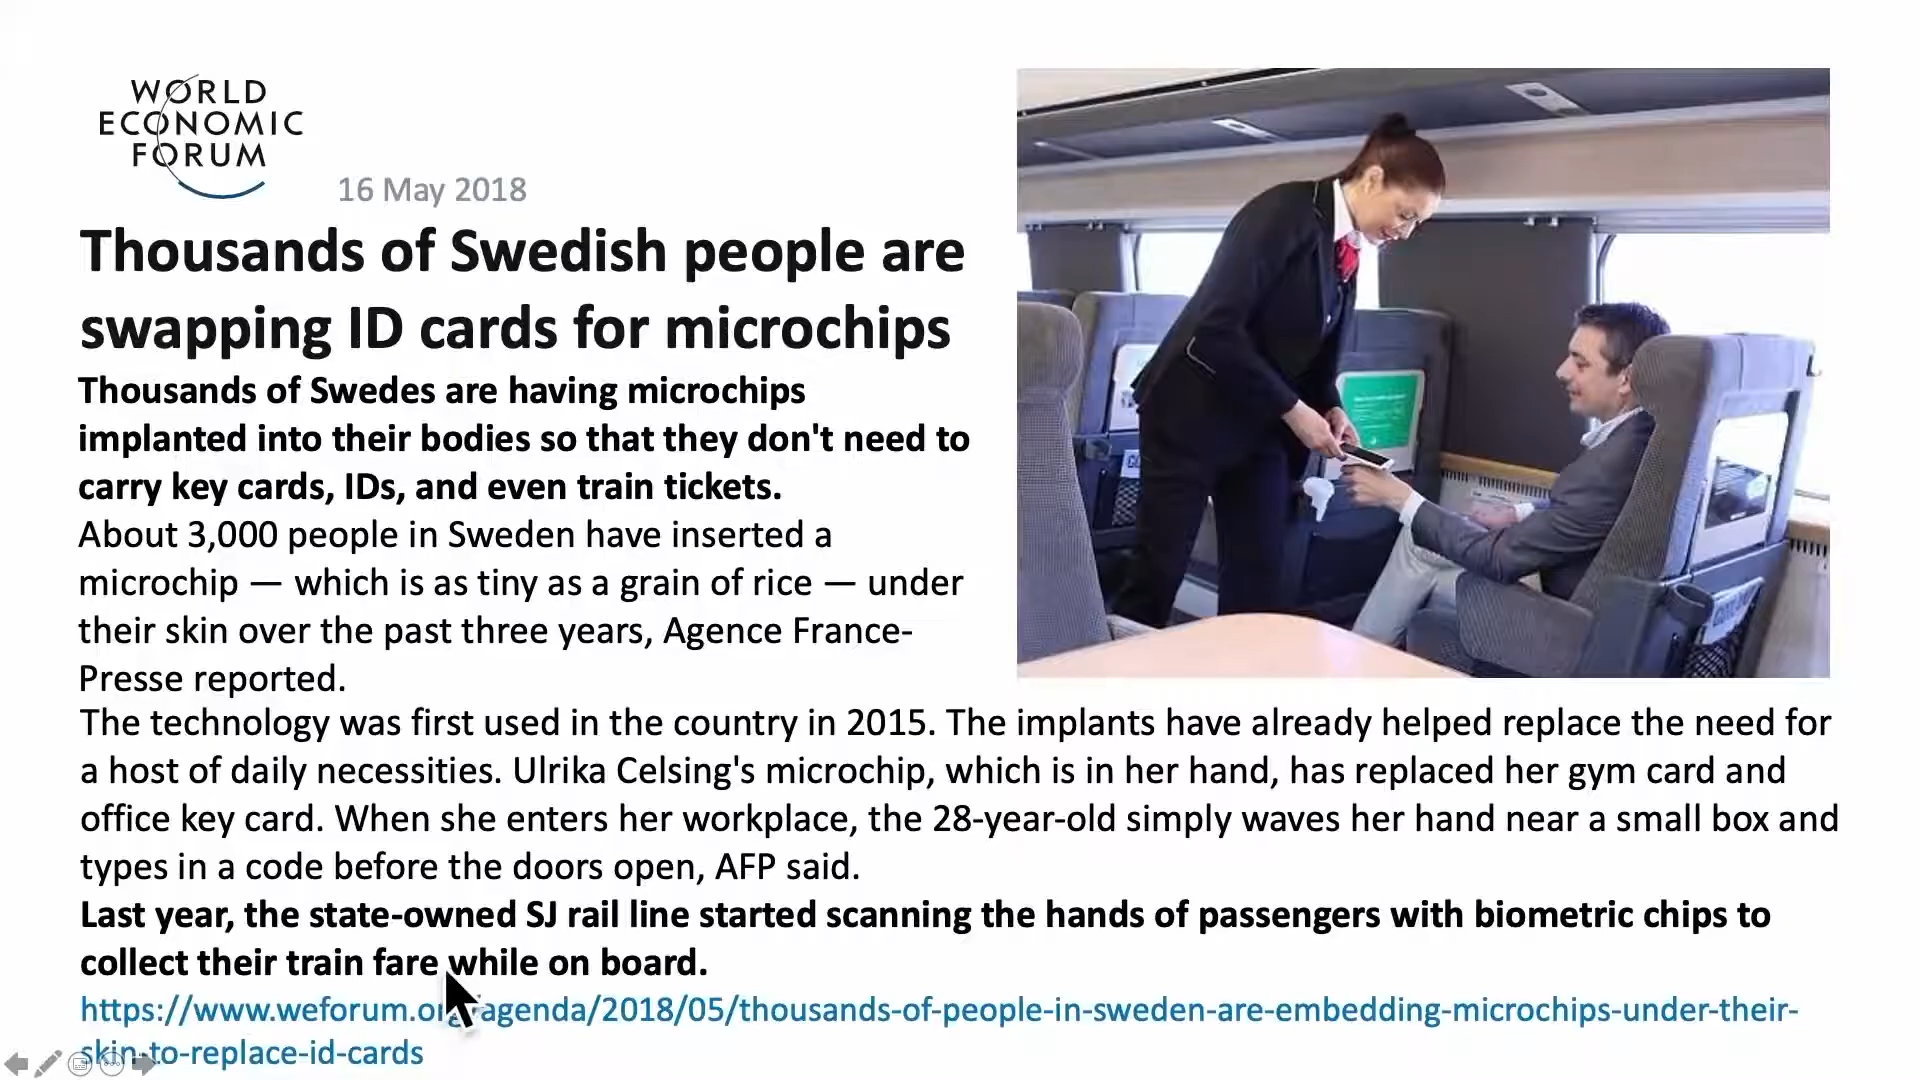 WORLD
ECONOMIC
FORUM
16 May 2018
Thousands of Swedish people are
swapping ID cards for microchips
Thousands of Swedes are having microchips
implanted into their bodies so that they don't need to
carry key cards, IDs, and even train tickets.
About 3,000 people in Sweden have inserted a
microchip — which is as tiny as a grain of rice — under
their skin over the past three years, Agence France-
Presse reported.
The technology was first used in the country in 2015. The implants have already helped replace the need for
a host of daily necessities. Ulrika Celsing's microchip, which is in her hand, has replaced her gym card and
office key card. When she enters her workplace, the 28-year-old simply waves her hand near a small box and
types in a code before the doors open, AFP said.
Last year, the state-owned SJ rail line started scanning the hands of passengers with biometric chips to
collect their train fare while on board.
https://www.weforum.org/agenda/2018/05/thousands-of-people-in-sweden-are-embedding-microchips-under-their-
skin-to-replace-id-cards